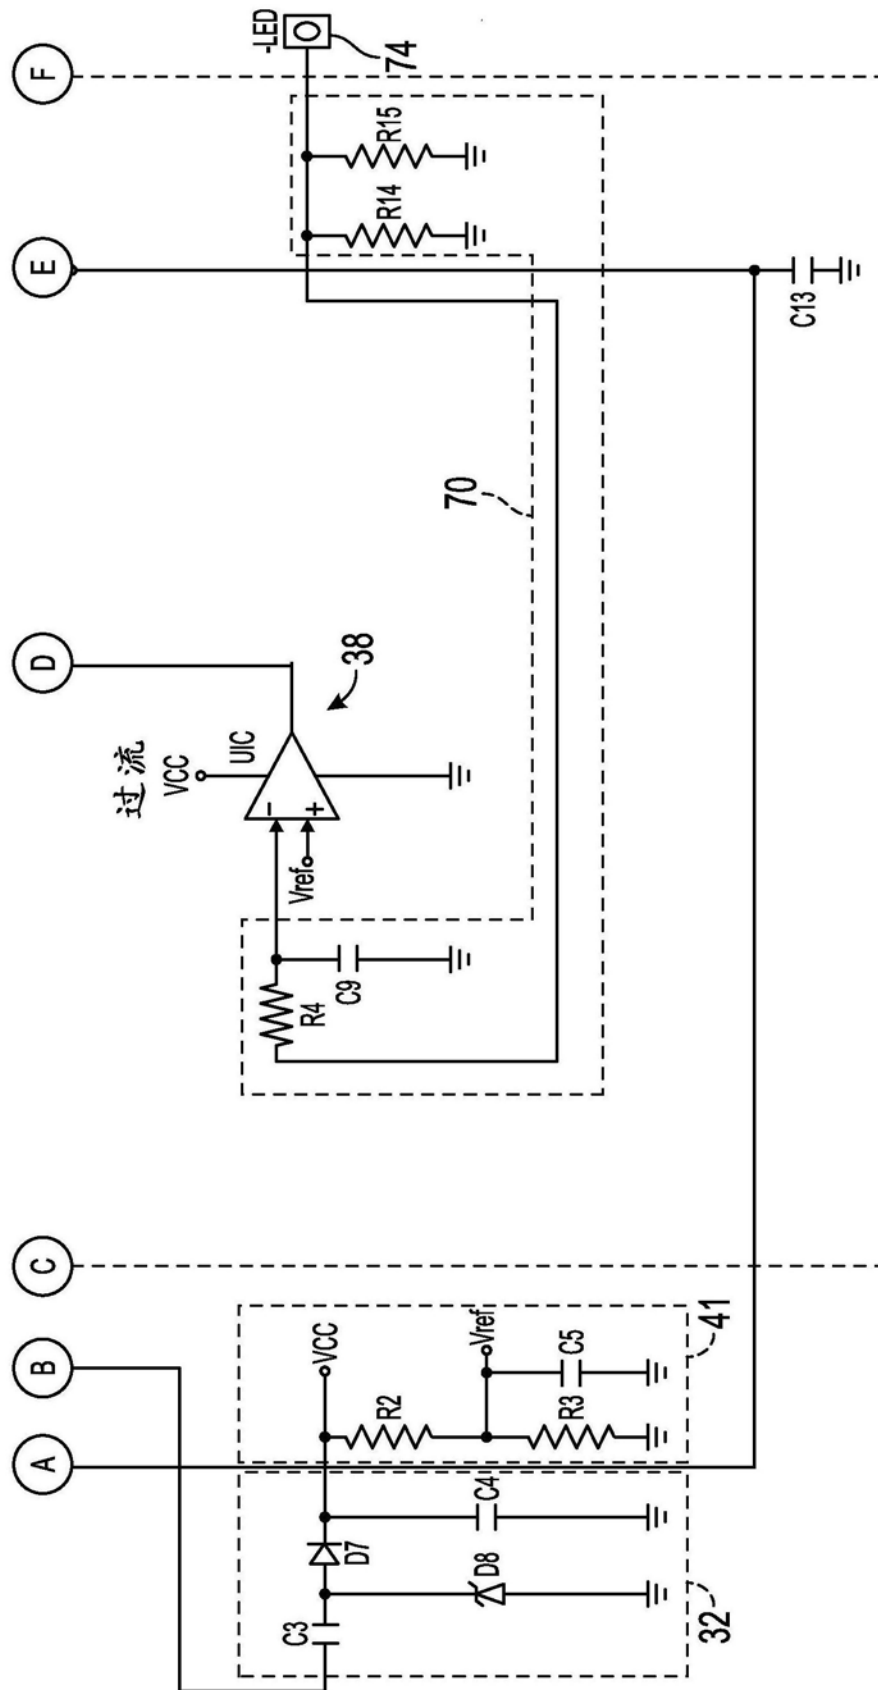 A
B
C
D
E
F
过流
VCC
UIC
-LED
-
+
Vref
C3
R4
VCC
C9
D7
38
R2
R14
R15
74
70
Vref
D8
C4
R3
C5
32
41
C13